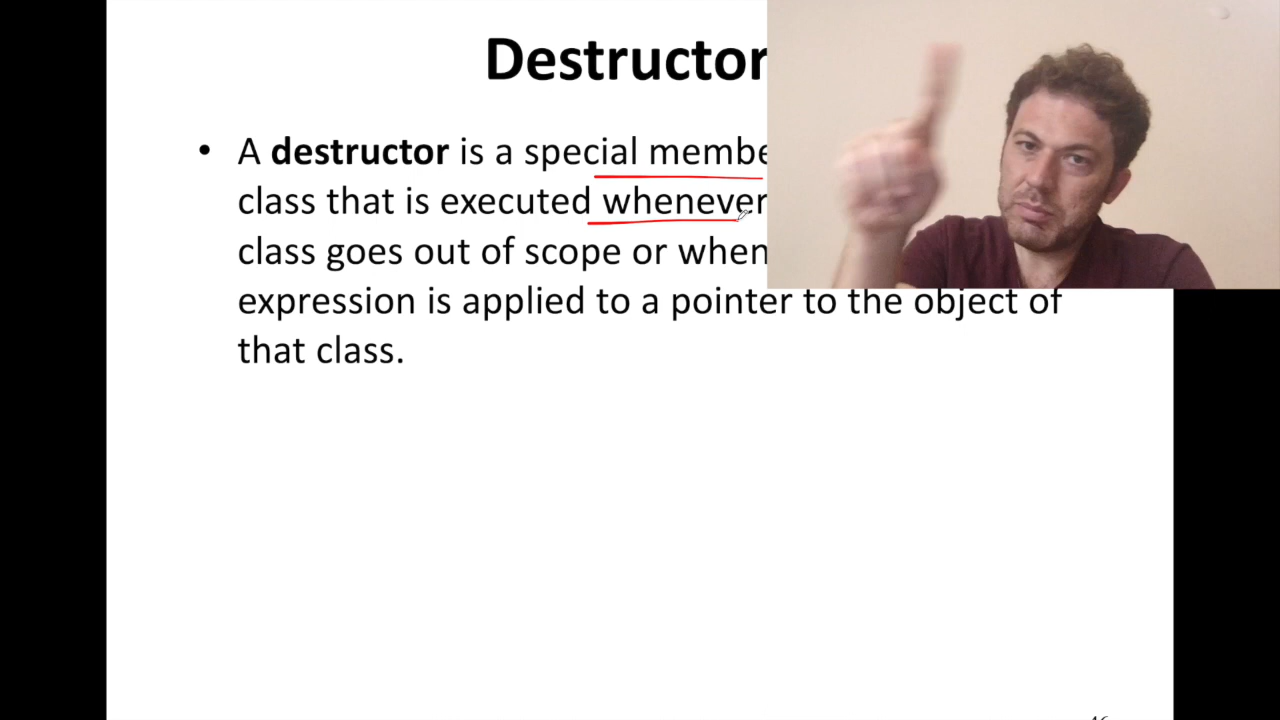 Destructor
• A destructor is a special membe
class that is executed whenever
class goes out of scope or when
expression is applied to a pointer to the object of
that class.